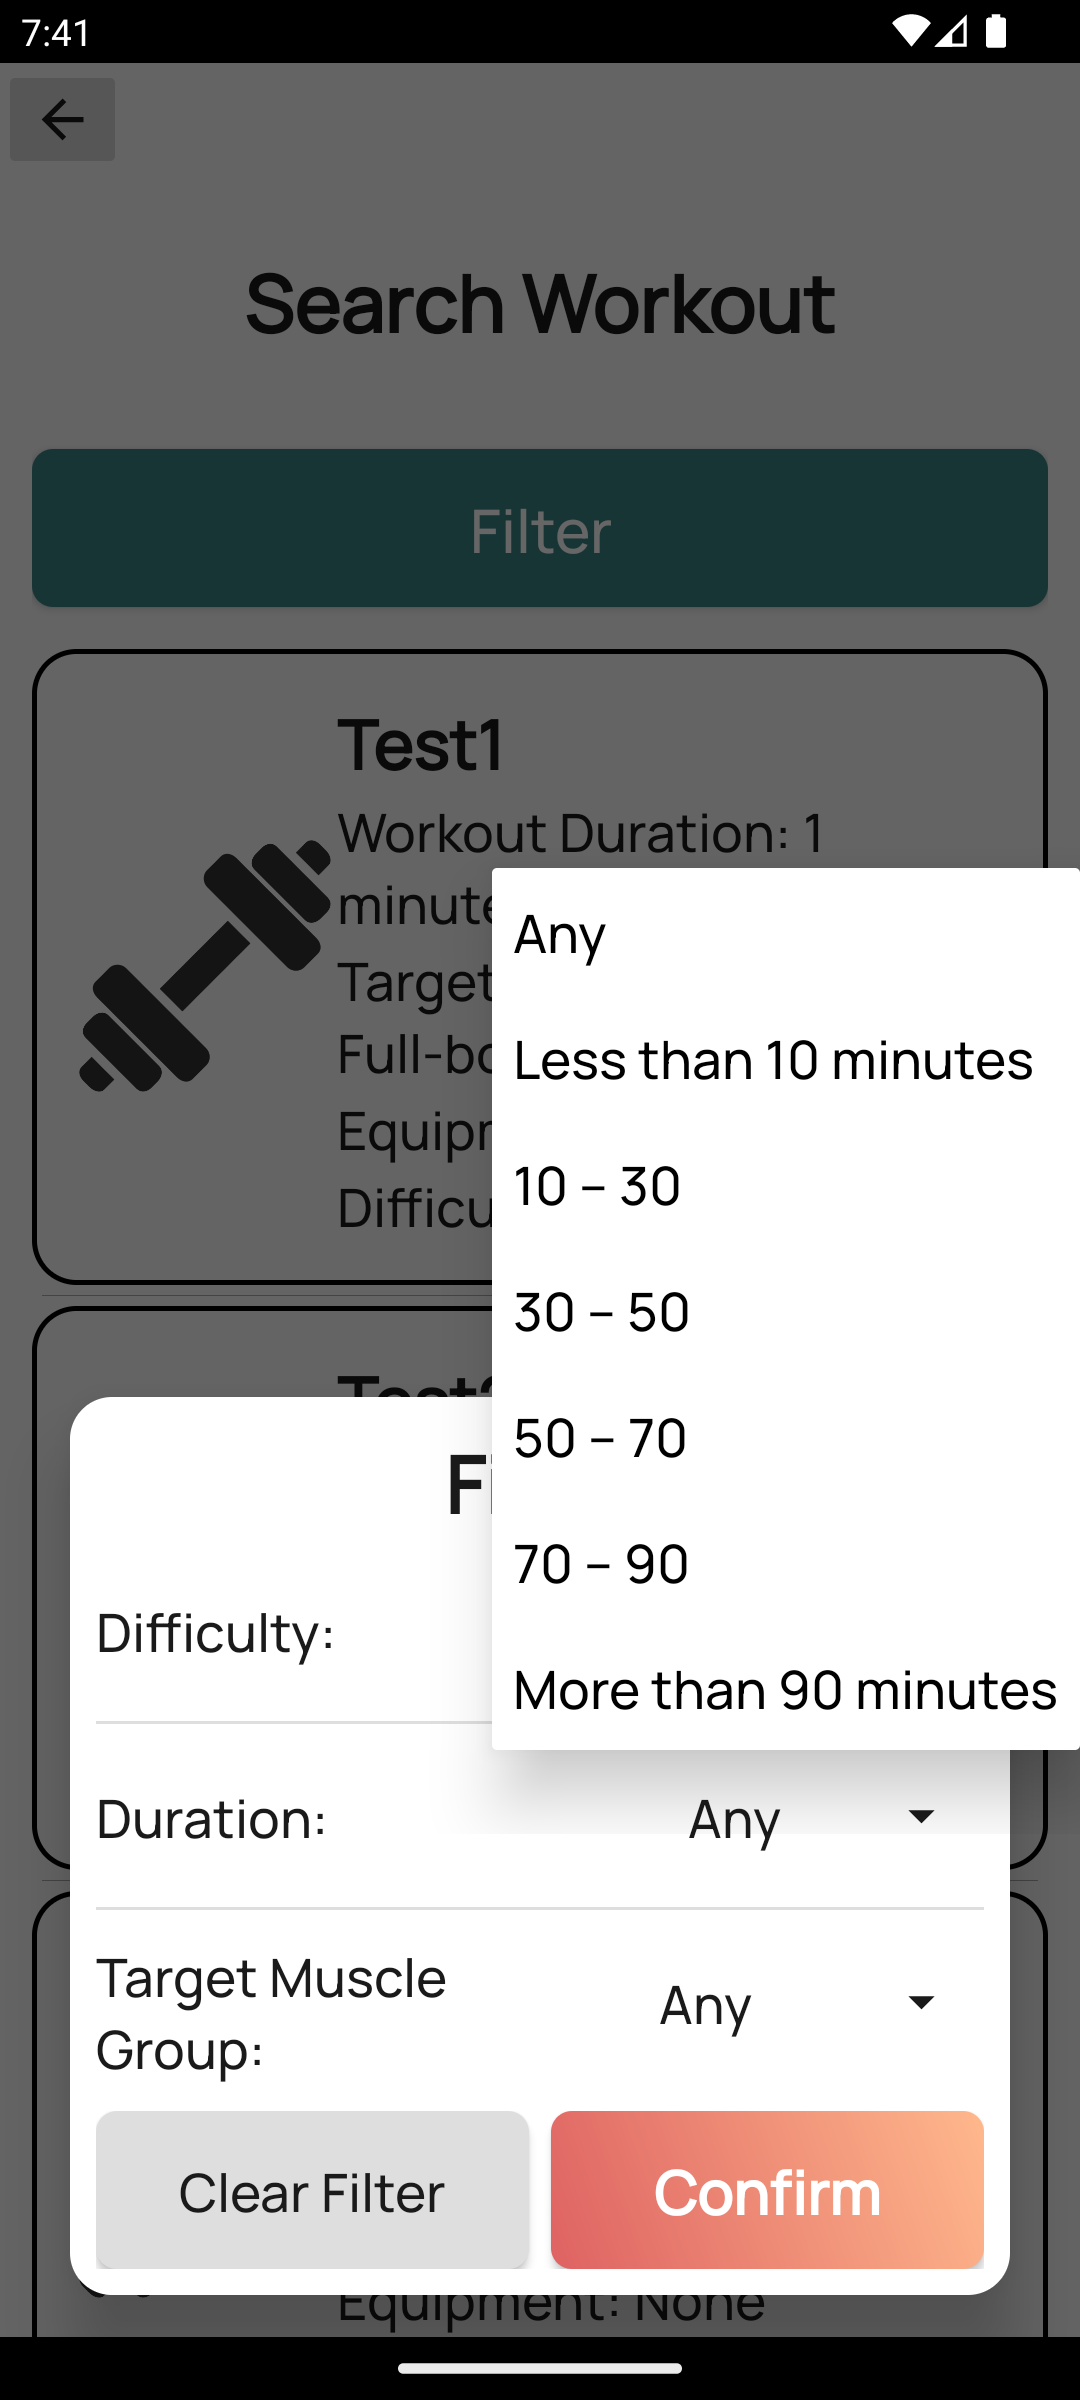 7:41
Search Workout
Filter
Test1
Workout Duration: 1
minute
Target
Full-bo
Equip
Difficu
Any
Less than 10 minutes
10 – 30
30 – 50
50 – 70
70 – 90
More than 90 minutes
Difficulty:
Duration:
Any
Target Muscle
Group:
Any
Clear Filter
Confirm
Equipment: None